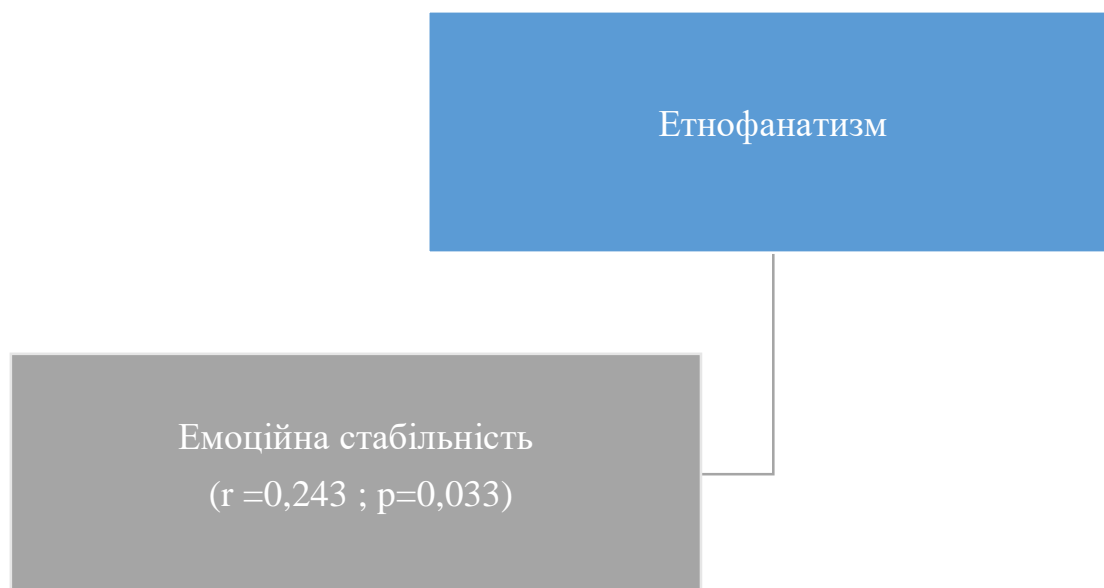 Етнофанатизм
Емоційна стабільність
(r =0,243 ; p=0,033)